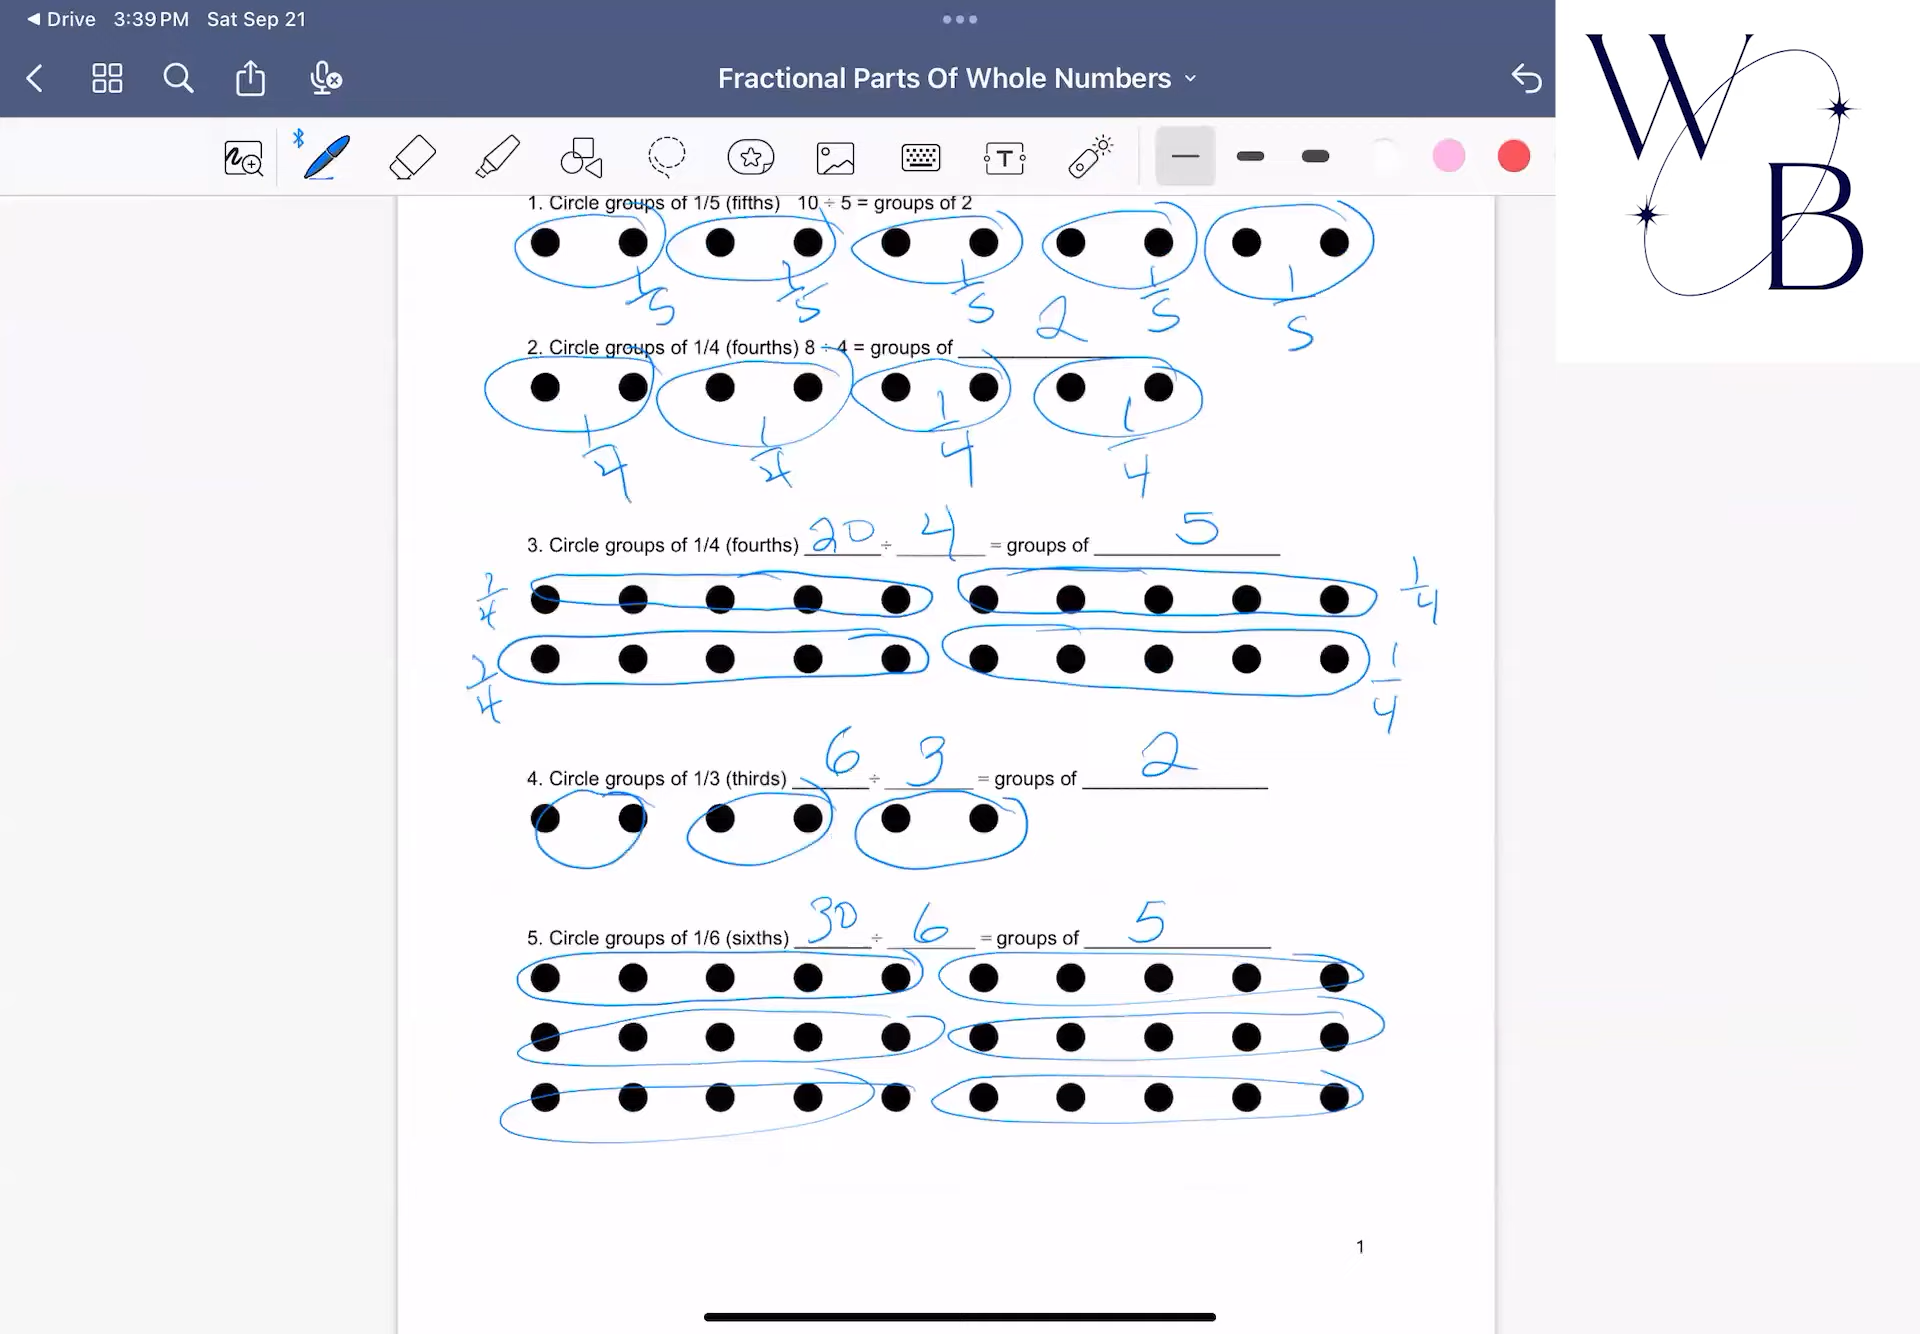 Drive 3:39 PM Sat Sep 21
Fractional Parts Of Whole Numbers
W
B
T
1. Circle groups of 1/5 (fifths) 10 ÷ 5 = groups of 2
1/5 1/5 1/5 1/5 1/5
2. Circle groups of 1/4 (fourths) 8 ÷ 4 = groups of 2
1/4 1/4 1/4 1/4
3. Circle groups of 1/4 (fourths) 20 ÷ 4 = groups of 5
1/4 1/4
1/4 1/4
4. Circle groups of 1/3 (thirds) 6 ÷ 3 = groups of 2
5. Circle groups of 1/6 (sixths) 30 ÷ 6 = groups of 5
1